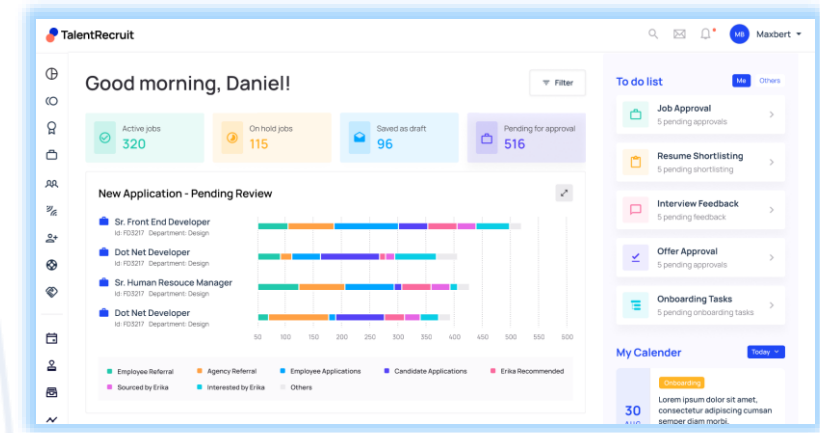 TalentRecruit
MB Maxbert
Good morning, Daniel!
Filter
Active jobs
320
On hold jobs
115
Saved as draft
96
Pending for approval
516
New Application - Pending Review
Sr. Front End Developer
Id: FD3217 Department: Design
Dot Net Developer
Id: FD3217 Department: Design
Sr. Human Resouce Manager
Id: FD3217 Department: Design
Dot Net Developer
Id: FD3217 Department: Design
50 100 150 200 250 300 350 400 450 500 550 600
Employee Referral Agency Referral Employee Applications Candidate Applications Erika Recommended
Sourced by Erika Interested by Erika Others
To do list
Me Others
Job Approval
5 pending approvals
Resume Shortlisting
5 pending shortlisting
Interview Feedback
5 pending feedback
Offer Approval
5 pending approvals
Onboarding Tasks
5 pending onboarding tasks
My Calender
Today
Onboarding
30
Lorem ipsum dolor sit amet,
consectetur adipiscing cumsan
semper diam morbi.